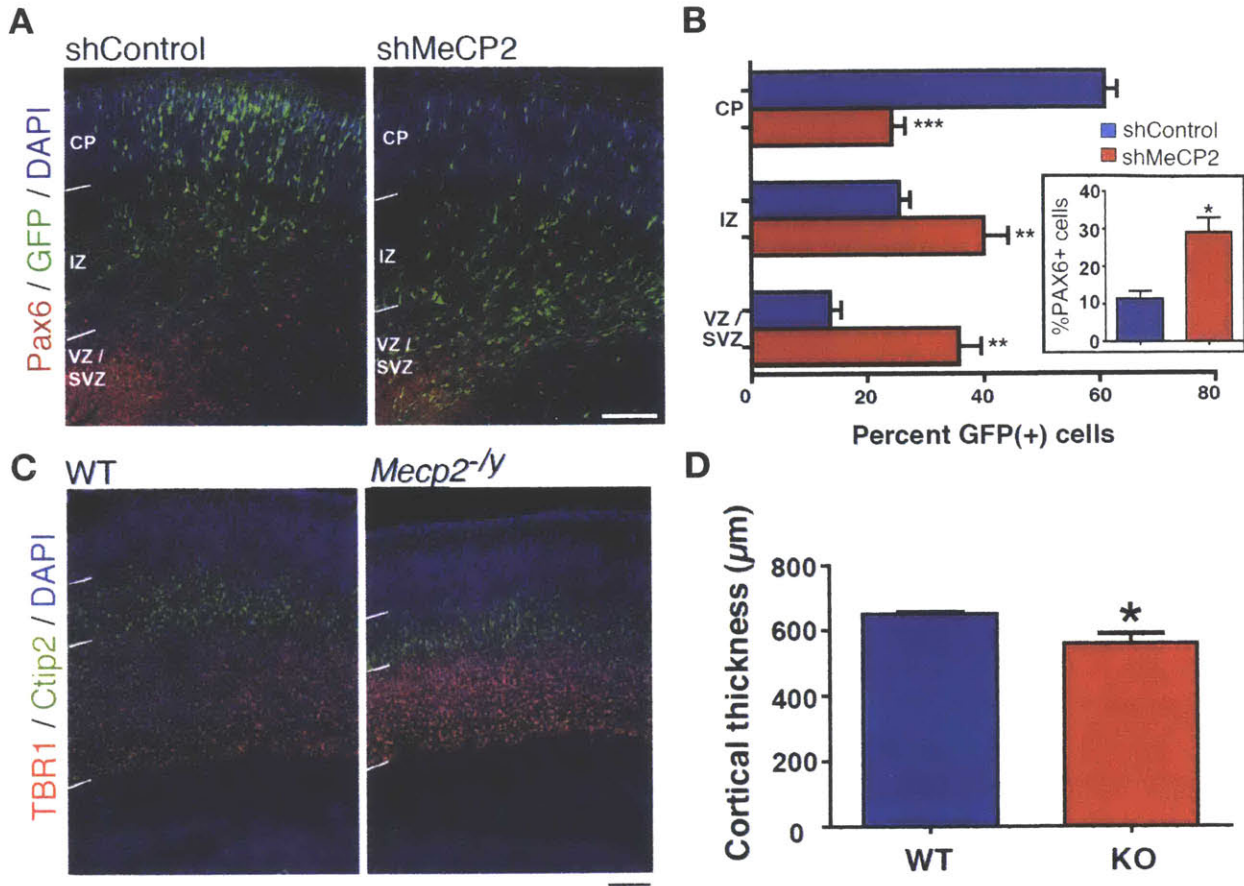 A
shControl
shMeCP2
Pax6 / GFP / DAPI
CP
IZ
VZ /
SVZ
CP
IZ
VZ /
SVZ
B
CP
IZ
VZ /
SVZ
***
**
**
shControl
shMeCP2
%PAX6+ cells
40
30
20
10
0
*
0
20
40
60
80
Percent GFP(+) cells
C
WT
Mecp2-/y
TBR1 / Ctip2 / DAPI
D
Cortical thickness (µm)
800
600
400
200
0
*
WT
KO